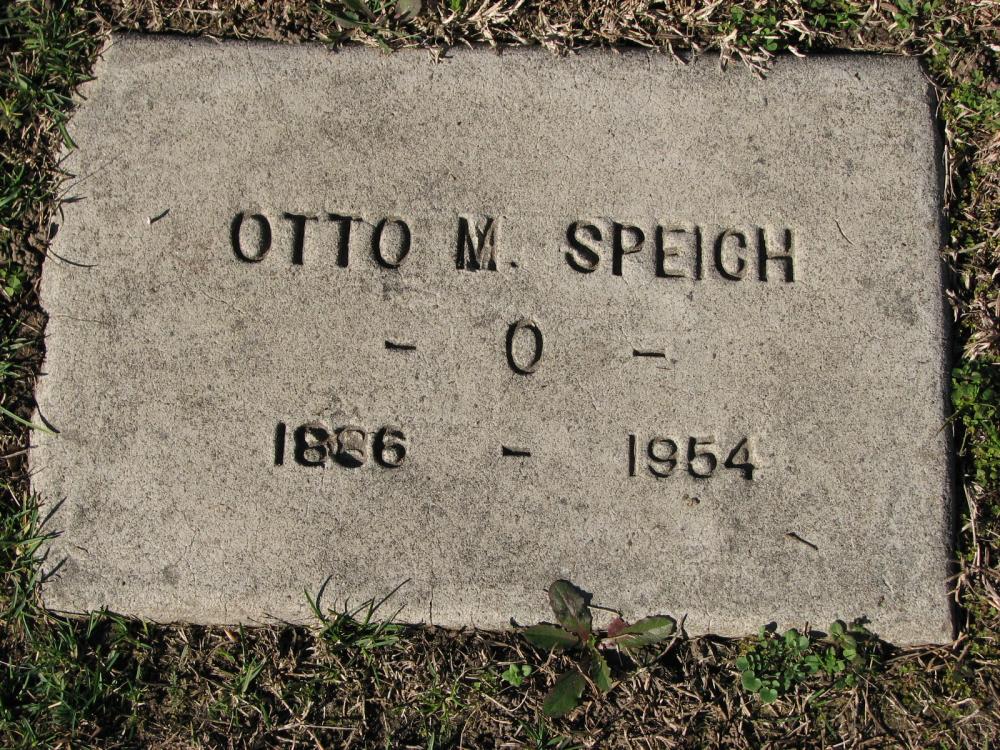 OTTO M. SPEICH
- O -
1886 - 1954